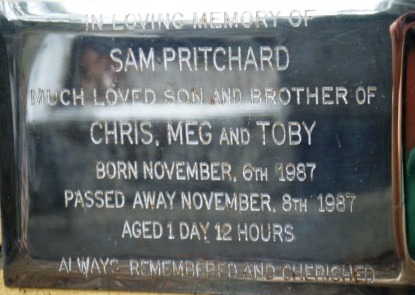 IN LOVING MEMORY OF
SAM PRITCHARD
MUCH LOVED SON AND BROTHER OF
CHRIS, MEG AND TOBY
BORN NOVEMBER, 6TH 1987
PASSED AWAY NOVEMBER, 8TH 1987
AGED 1 DAY 12 HOURS
ALWAYS REMEMBERED AND CHERISHED